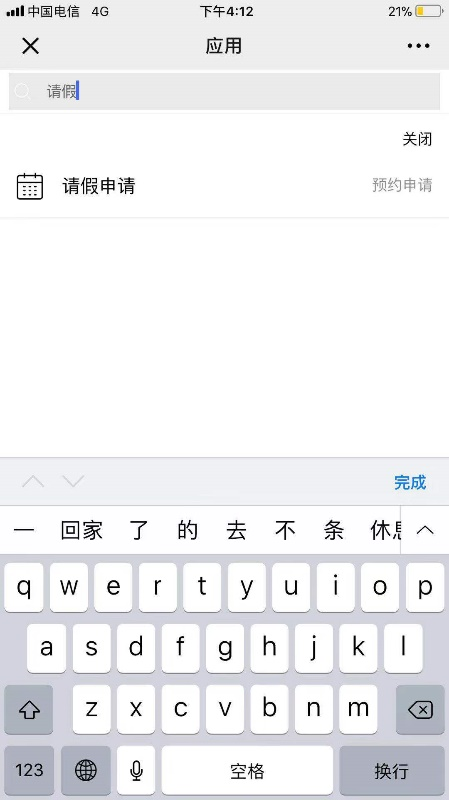 中国电信 4G 下午4:12 21%
应用
请假
关闭
请假申请 预约申请
完成
一 回家 了 的 去 不 条 休息
q w e r t y u i o p
a s d f g h j k l
z x c v b n m
123 空格 换行